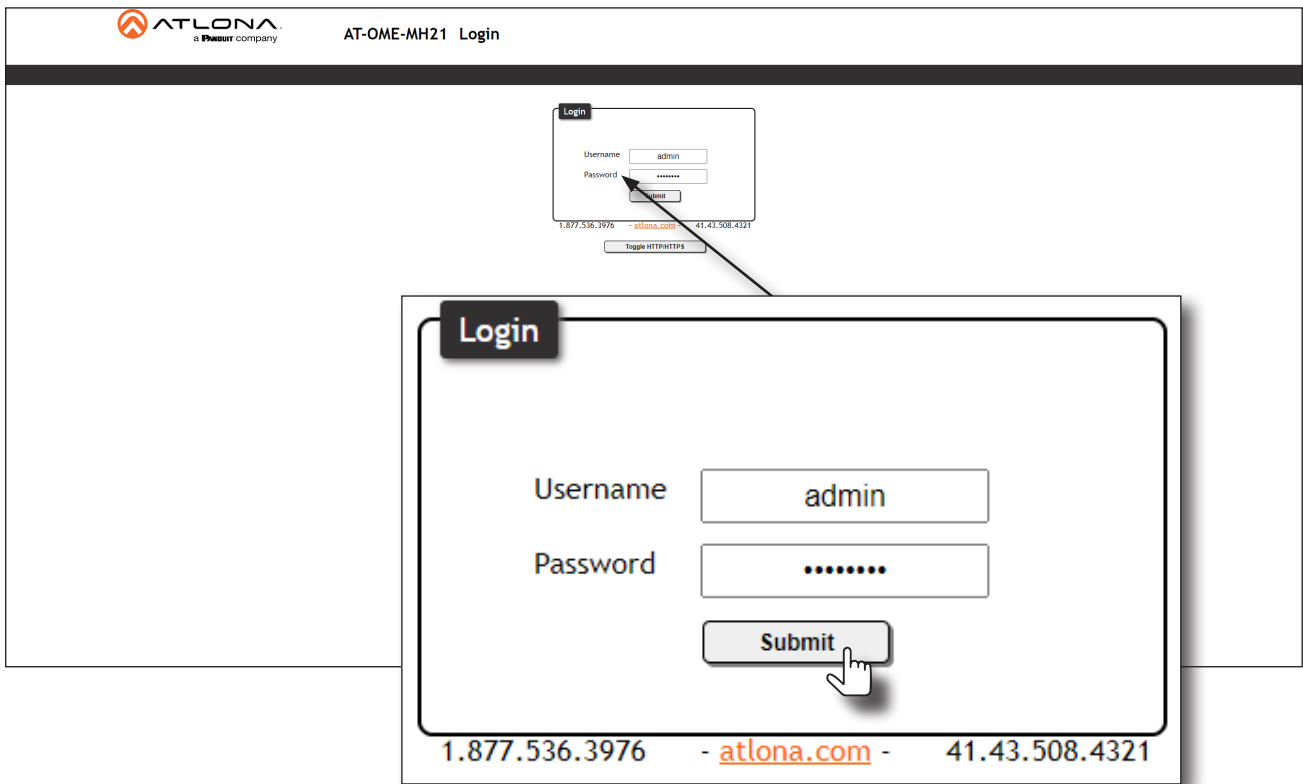 ATLONA.
a PANDUIT company
AT-OME-MH21 Login
Login
Username admin
Password ••••••••
Submit
1.877.536.3976 - atlona.com - 41.43.508.4321
Toggle HTTP/HTTPS
Login
Username admin
Password ••••••••
Submit
1.877.536.3976 - atlona.com - 41.43.508.4321